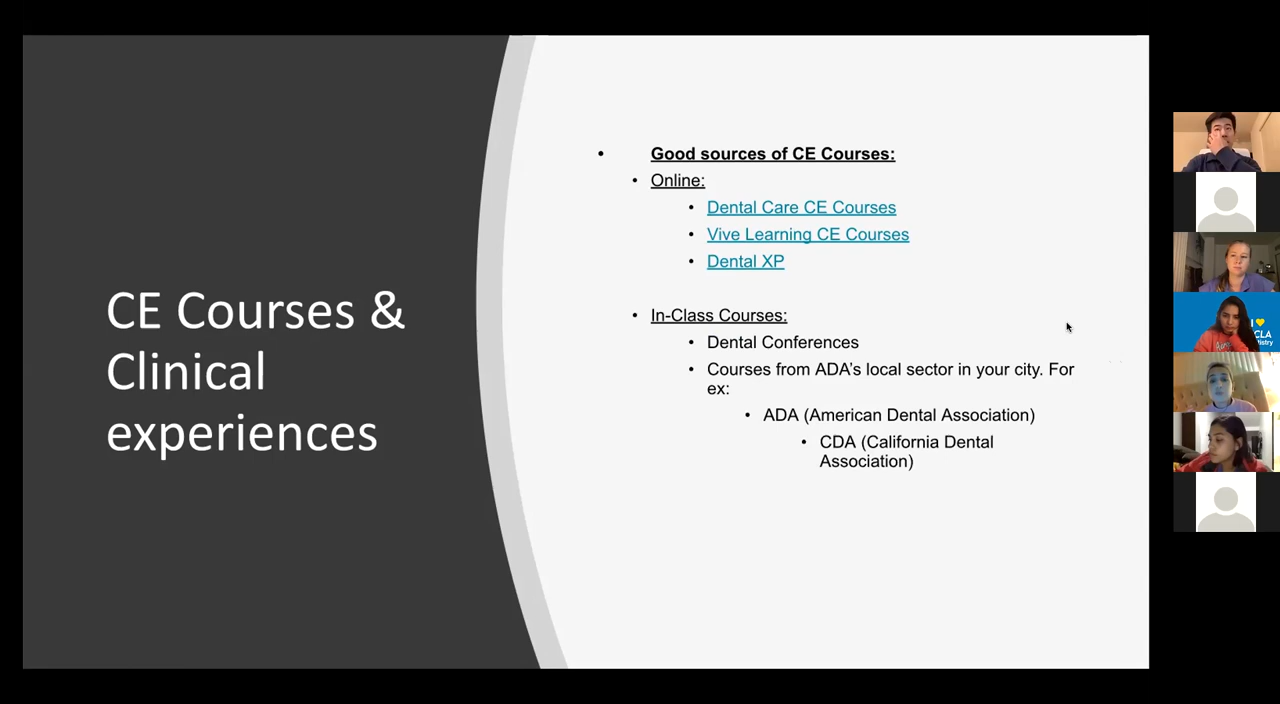 CE Courses &
Clinical
experiences
• Good sources of CE Courses:
• Online:
• Dental Care CE Courses
• Vive Learning CE Courses
• Dental XP
• In-Class Courses:
• Dental Conferences
• Courses from ADA's local sector in your city. For
ex:
• ADA (American Dental Association)
• CDA (California Dental
Association)
I 💛
CLA
tistry